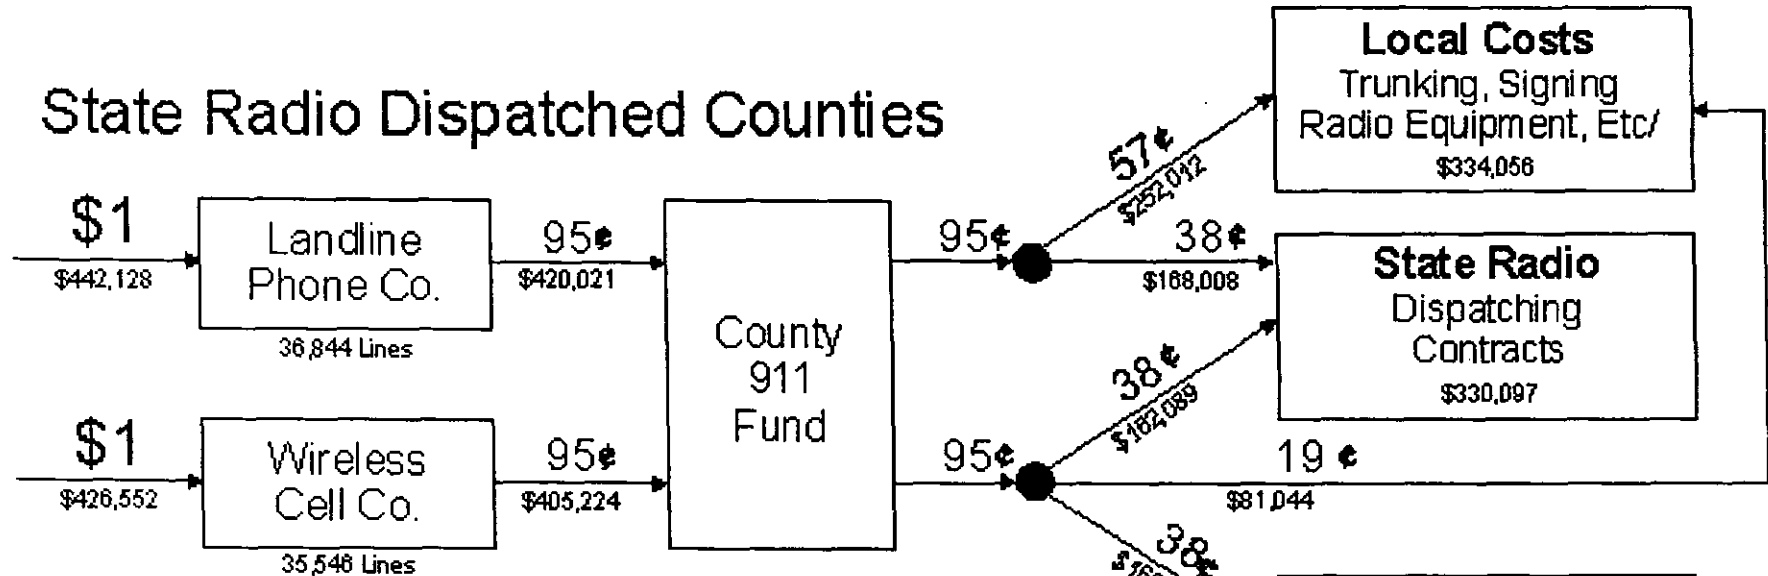 State Radio Dispatched Counties
$1
$442,128
Landline
Phone Co.
36,844 Lines
95¢
$420,021
$1
$426,552
Wireless
Cell Co.
35,546 Lines
95¢
$405,224
County
911
Fund
95¢
57¢
$252,012
38¢
$168,008
95¢
38¢
$162,089
19 ¢
$81,044
38¢
Local Costs
Trunking, Signing
Radio Equipment, Etc/
$334,056
State Radio
Dispatching
Contracts
$330,097